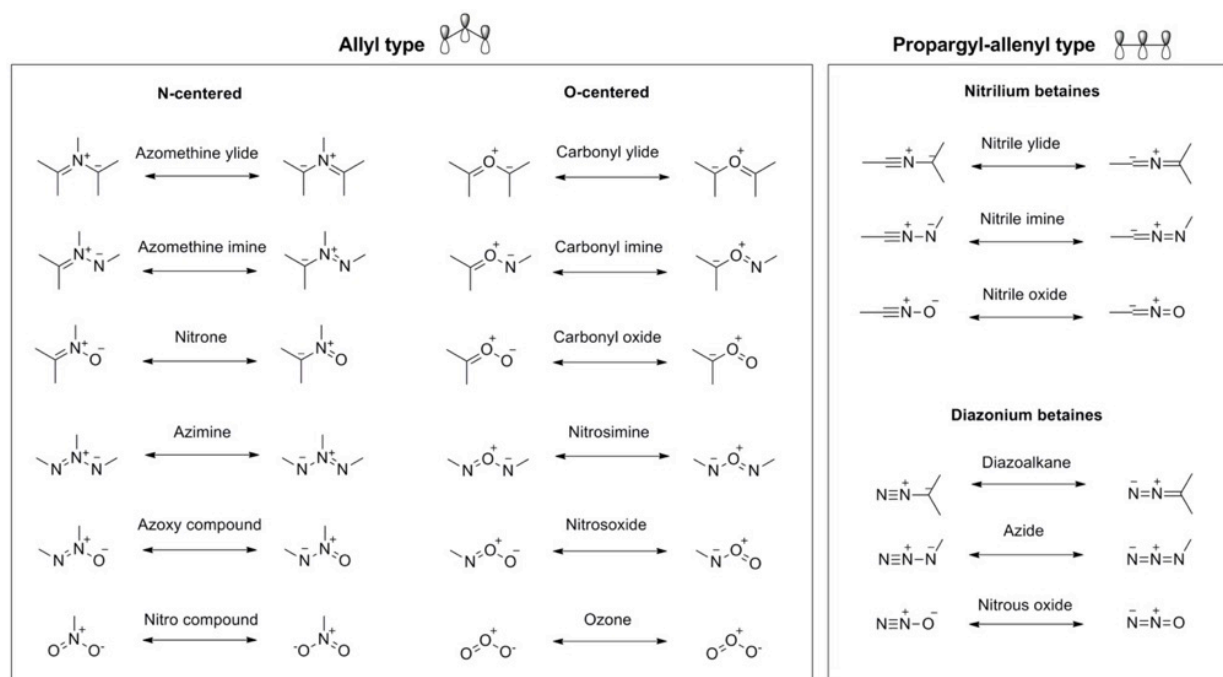 Allyl type
N-centered
Azomethine ylide
N+ − − N+
Azomethine imine
N+ N− − N+ N
Nitrone
N+ O− − N+ O
Azimine
N N+ N− N− N+ N
Azoxy compound
N N+ O− N− N+ O
Nitro compound
O N+ O- -O N+ O
O-centered
Carbonyl ylide
O+ − − O+
Carbonyl imine
O+ N− − O+ N
Carbonyl oxide
O+ O− − O+ O
Nitrosimine
N O+ N− N− O+ N
Nitrosoxide
N O+ O− N− O+ O
Ozone
O O+ O- O O+ O-
Propargyl-allenyl type
Nitrilium betaines
Nitrile ylide
N+ − − N+
Nitrile imine
N+ N− − N+ N
Nitrile oxide
N+ O− − N+ O
Diazonium betaines
Diazoalkane
N≡N+ − N−=N+
Azide
N≡N+-N− N−=N+=N
Nitrous oxide
N≡N+-O− N−=N+=O